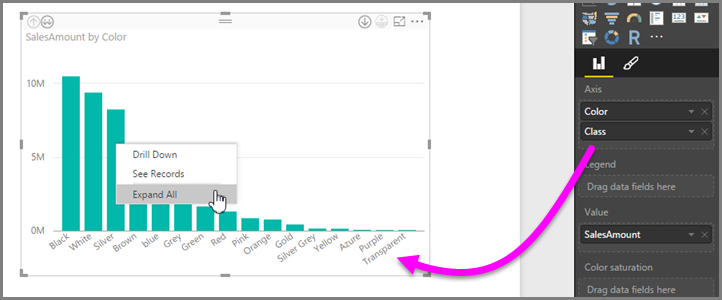 SalesAmount by Color
10M
5M
0M
Black
White
Silver
Brown
blue
Grey
Green
Red
Pink
Orange
Gold
Silver Grey
Yellow
Azure
Purple
Transparent
Drill Down
See Records
Expand All
123
R
Axis
Color
Class
Legend
Drag data fields here
Value
SalesAmount
Color saturation
Drag data fields here